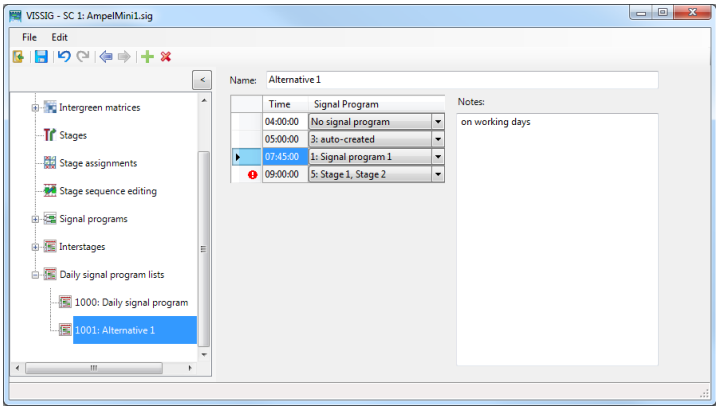 VISSIG - SC 1: AmpelMini1.sig
File Edit
< Name: Alternative 1
Time Signal Program Notes:
04:00:00 No signal program on working days
05:00:00 3: auto-created
07:45:00 1: Signal program 1
09:00:00 5: Stage 1, Stage 2
Intergreen matrices
Stages
Stage assignments
Stage sequence editing
Signal programs
Interstages
Daily signal program lists
1000: Daily signal program
1001: Alternative 1